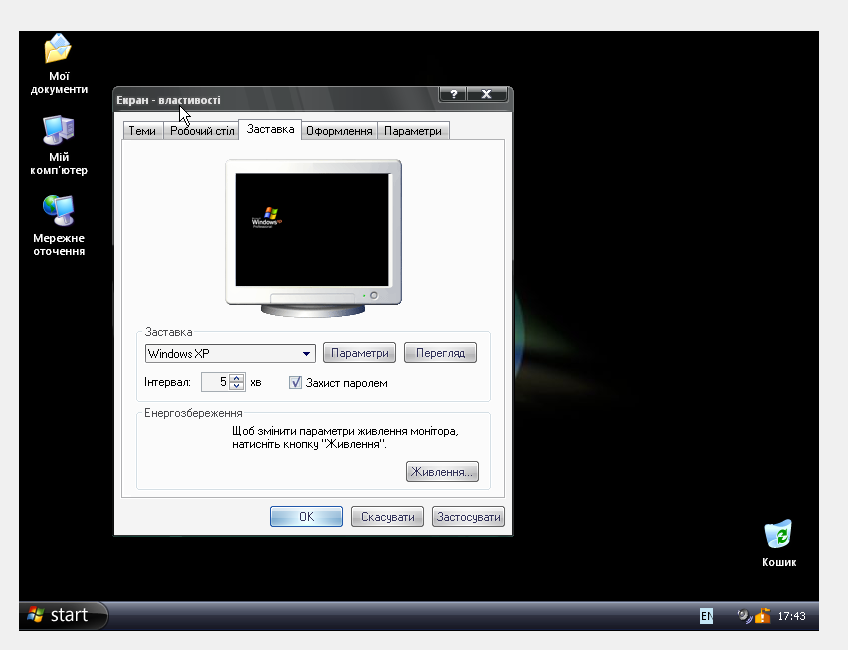 Мої
документи
Мій
комп'ютер
Мережне
оточення
Екран - властивості
?
X
Теми
Робочий стіл
Заставка
Оформлення
Параметри
Windows xp
Professional
Заставка
Windows XP
Параметри
Перегляд
Інтервал:
5
хв
Захист паролем
Енергозбереження
Щоб змінити параметри живлення монітора,
натисніть кнопку "Живлення".
Живлення...
ОК
Скасувати
Застосувати
Кошик
start
EN
17:43